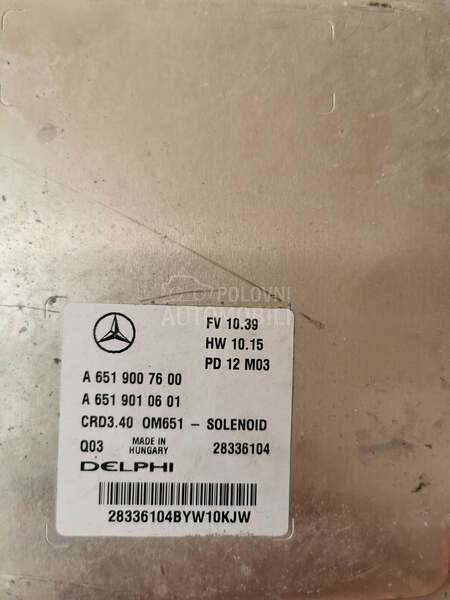 POLOVNI
AUTOMOBILI
FV 10.39
HW 10.15
PD 12 M03
A 651 900 76 00
A 651 901 06 01
CRD3.40 OM651 – SOLENOID
Q03 MADE IN HUNGARY 28336104
DELPHI
28336104BYW10KJW